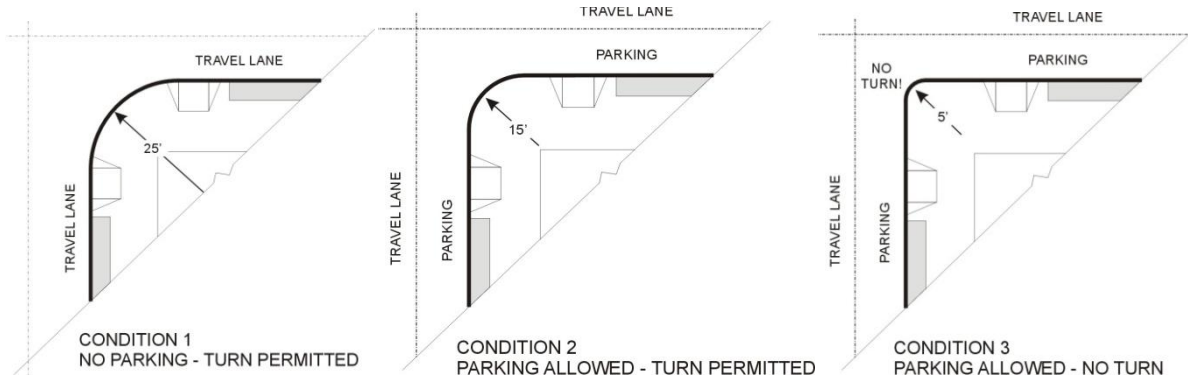 TRAVEL LANE
25'
TRAVEL LANE
CONDITION 1
NO PARKING - TURN PERMITTED
TRAVEL LANE
PARKING
15'
TRAVEL LANE
PARKING
CONDITION 2
PARKING ALLOWED - TURN PERMITTED
TRAVEL LANE
PARKING
NO
TURN!
5'
TRAVEL LANE
PARKING
CONDITION 3
PARKING ALLOWED - NO TURN